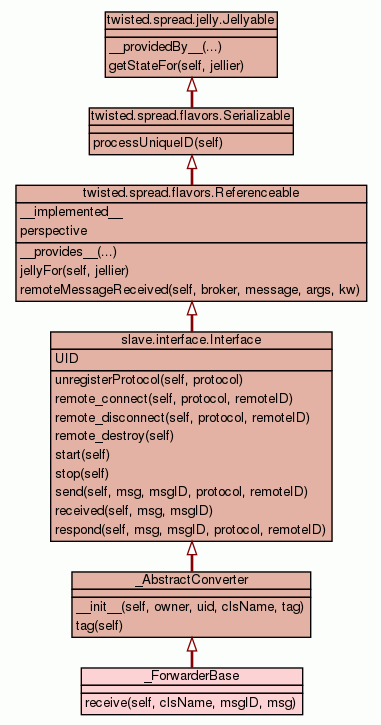 twisted.spread.jelly.Jellyable
__providedBy__(...)
getStateFor(self, jellier)
twisted.spread.flavors.Serializable
processUniqueID(self)
twisted.spread.flavors.Referenceable
__implemented__
perspective
__provides__(...)
jellyFor(self, jellier)
remoteMessageReceived(self, broker, message, args, kw)
slave.interface.Interface
UID
unregisterProtocol(self, protocol)
remote_connect(self, protocol, remoteID)
remote_disconnect(self, protocol, remoteID)
remote_destroy(self)
start(self)
stop(self)
send(self, msg, msgID, protocol, remoteID)
received(self, msg, msgID)
respond(self, msg, msgID, protocol, remoteID)
_AbstractConverter
__init__(self, owner, uid, clsName, tag)
tag(self)
_ForwarderBase
receive(self, clsName, msgID, msg)